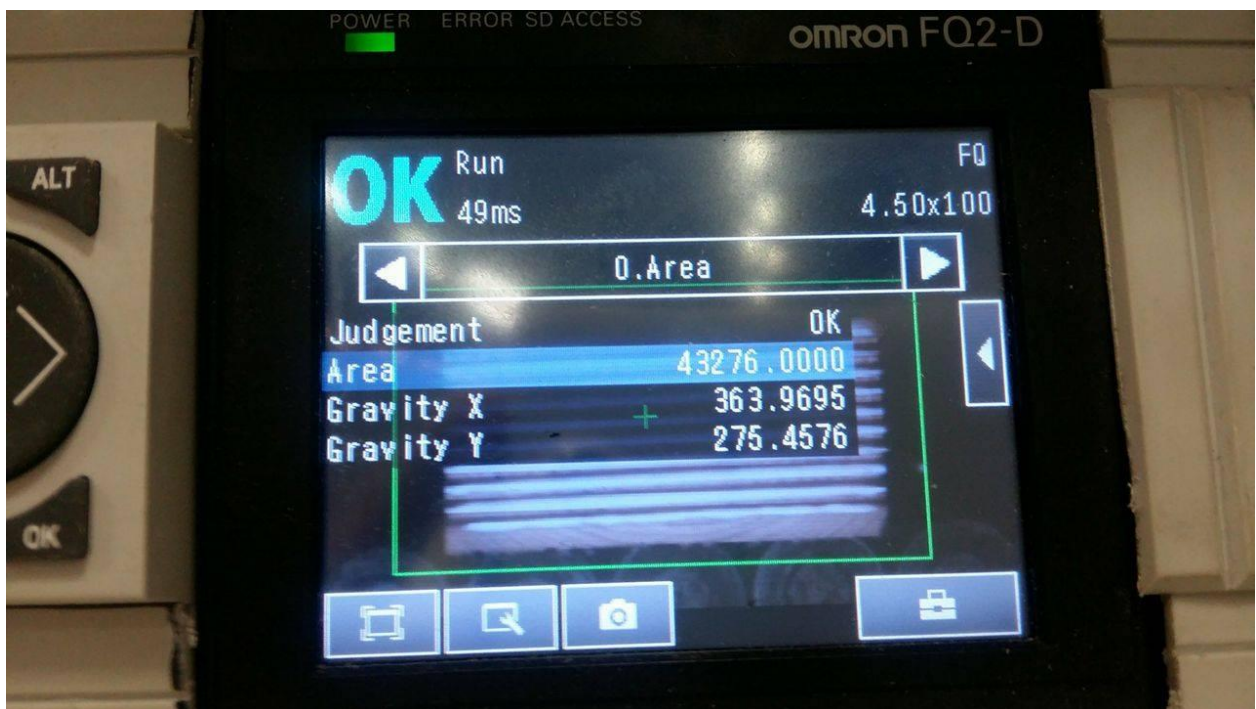 POWER ERROR SD ACCESS
OMRON FQ2-D
ALT
OK Run FQ
49ms 4.50x100
0.Area
Judgement OK
Area 43276.0000
Gravity X 363.9695
Gravity Y 275.4576
OK